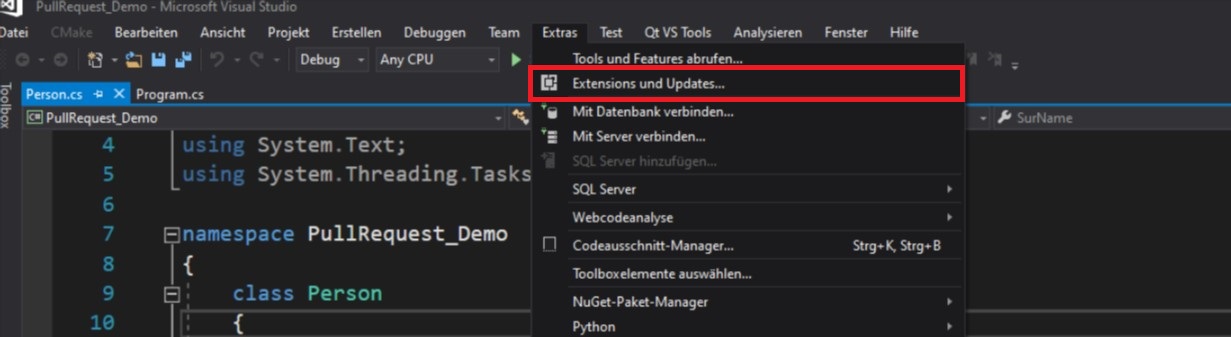 PullRequest_Demo - Microsoft Visual Studio
Datei CMake Bearbeiten Ansicht Projekt Erstellen Debuggen Team Extras Test Qt VS Tools Analysieren Fenster Hilfe
Debug Any CPU
Toolbox
Person.cs Program.cs
PullRequest_Demo SurName
4 using System.Text;
5 using System.Threading.Tasks
6
7 namespace PullRequest_Demo
8 {
9 class Person
10 {
Tools und Features abrufen...
Extensions und Updates...
Mit Datenbank verbinden...
Mit Server verbinden...
SQL Server hinzufügen...
SQL Server
Webcodeanalyse
Codeausschnitt-Manager... Strg+K, Strg+B
Toolboxelemente auswählen...
NuGet-Paket-Manager
Python